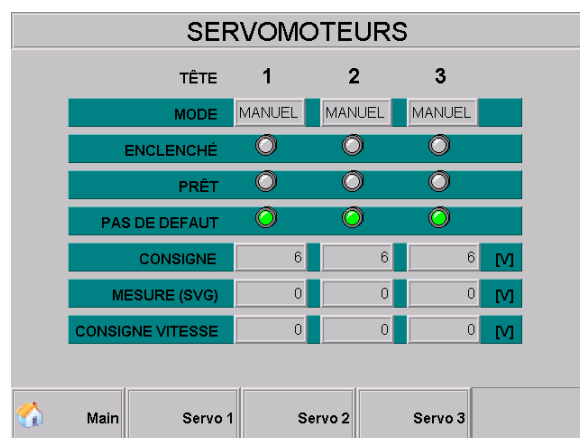 SERVOMOTEURS
TÊTE 1 2 3
MODE MANUEL MANUEL MANUEL
ENCLENCHÉ
PRÊT
PAS DE DEFAUT
CONSIGNE 6 6 6 [V]
MESURE (SVG) 0 0 0 [V]
CONSIGNE VITESSE 0 0 0 [V]
Main Servo 1 Servo 2 Servo 3